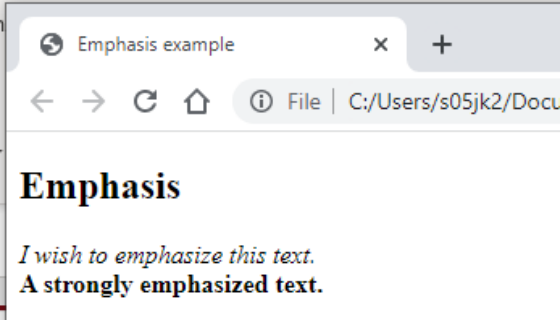 Emphasis example
File C:/Users/s05jk2/Docu
Emphasis
I wish to emphasize this text.
A strongly emphasized text.